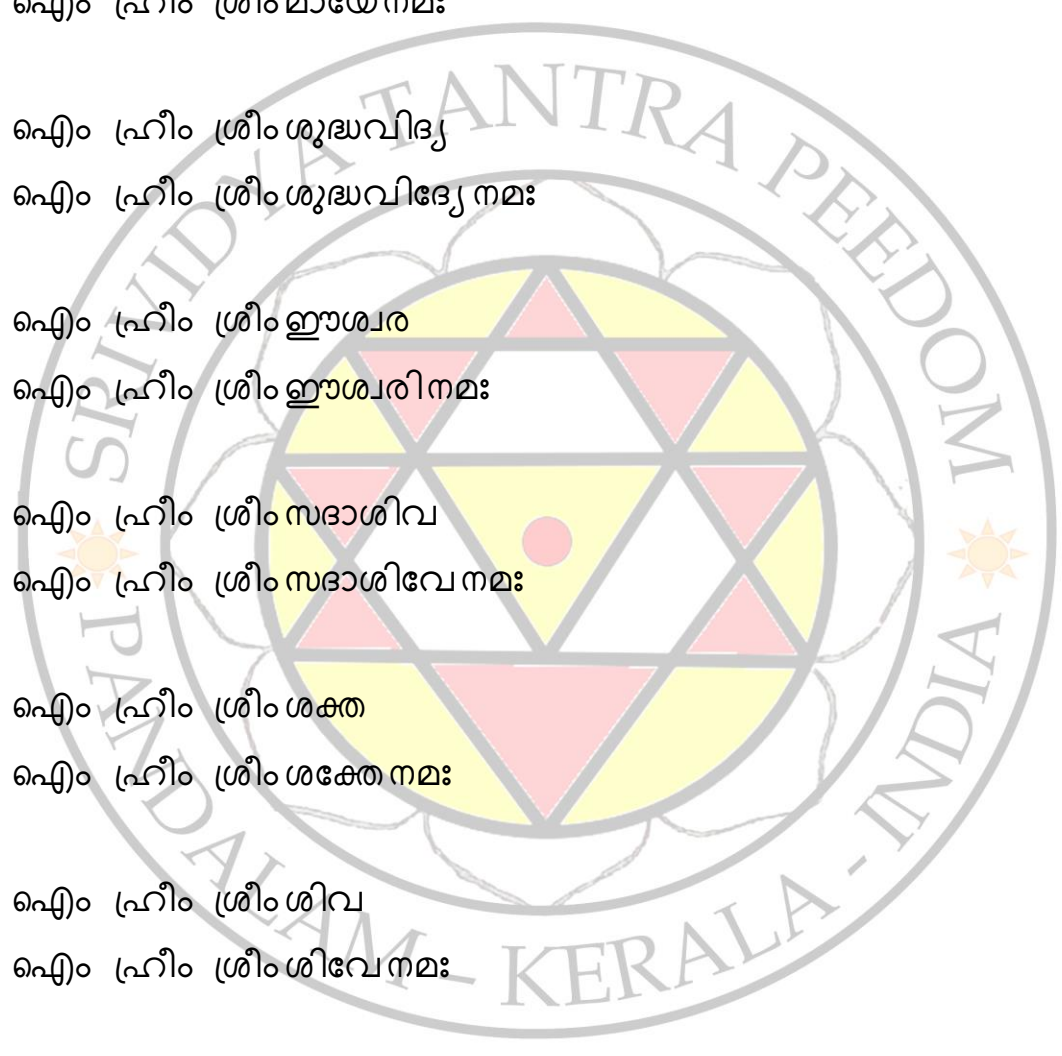 ഐം ഹ്രീം ശ്രീം മായേ നമഃ
ഐം ഹ്രീം ശ്രീം ശുദ്ധവിദ്യ
ഐം ഹ്രീം ശ്രീം ശുദ്ധവിദ്യേ നമഃ
ഐം ഹ്രീം ശ്രീം ഈശ്വര
ഐം ഹ്രീം ശ്രീം ഈശ്വരി നമഃ
ഐം ഹ്രീം ശ്രീം സദാശിവ
ഐം ഹ്രീം ശ്രീം സദാശിവേ നമഃ
ഐം ഹ്രീം ശ്രീം ശക്ത
ഐം ഹ്രീം ശ്രീം ശക്തേ നമഃ
ഐം ഹ്രീം ശ്രീം ശിവ
ഐം ഹ്രീം ശ്രീം ശിവേ നമഃ
SRIVIDYA TANTRA PEEDOM
PANDALAM - KERALA - INDIA